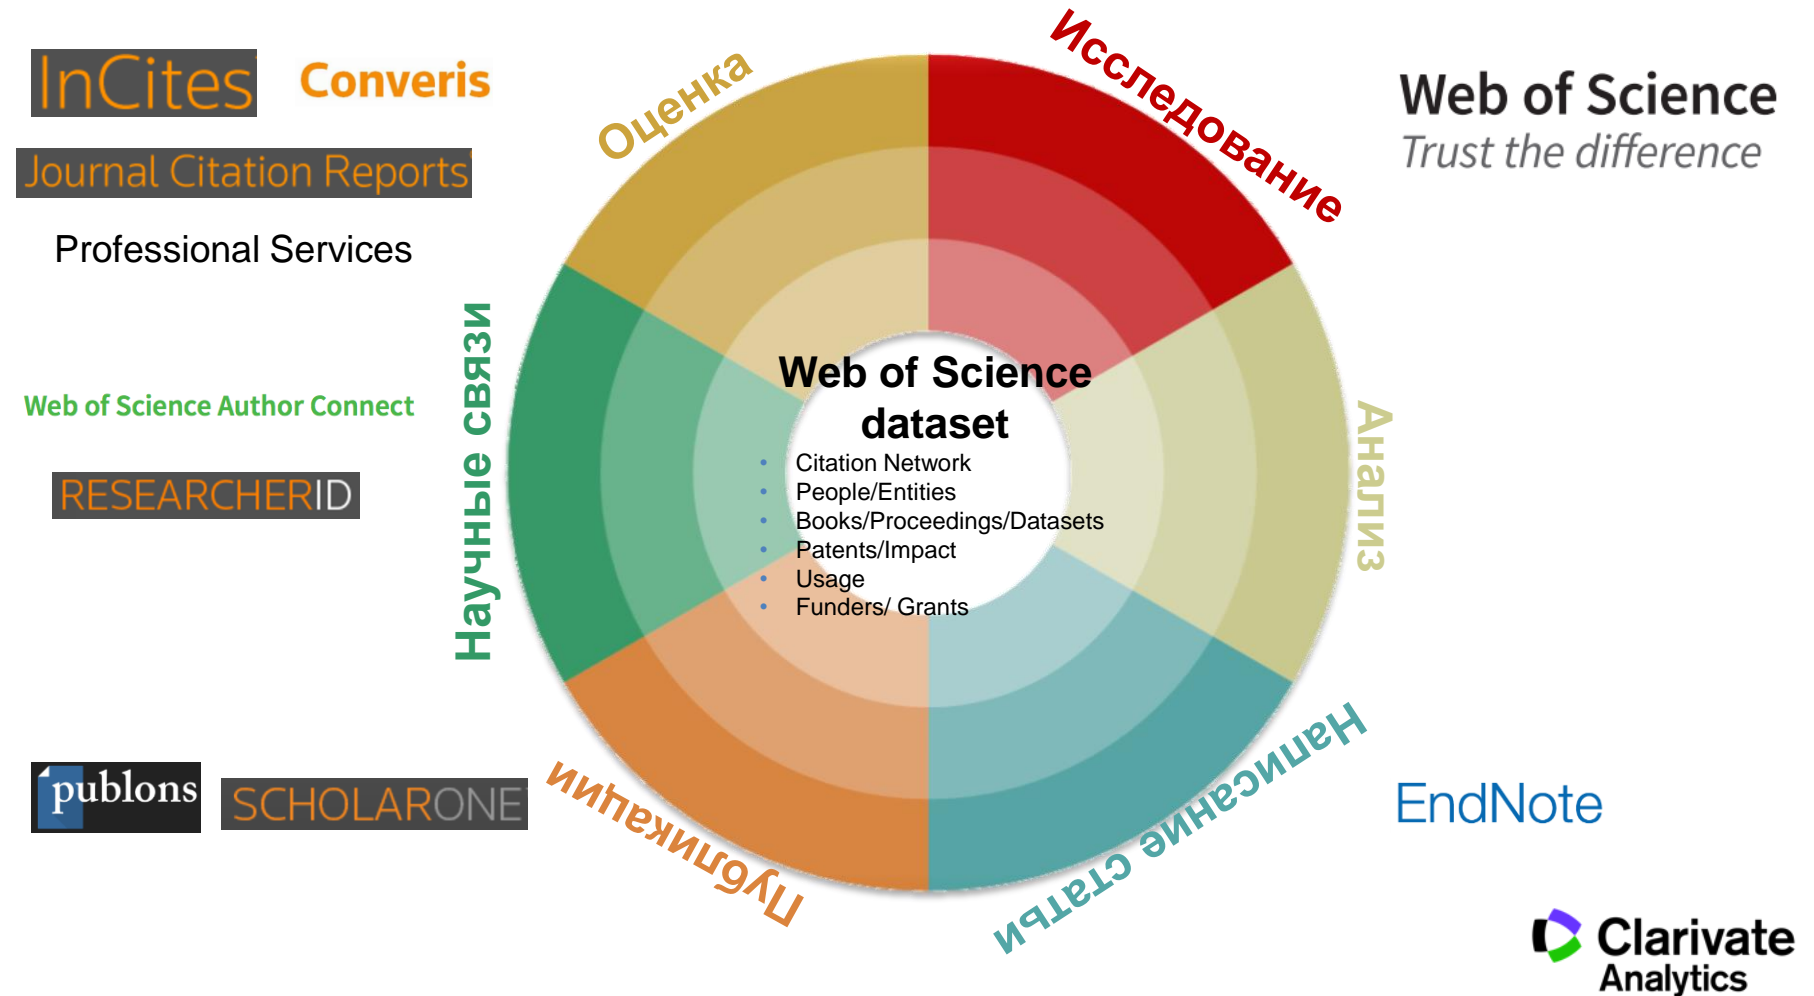 InCites
Converis
Journal Citation Reports
Professional Services
Web of Science Author Connect
RESEARCHERID
publons
SCHOLARONE
Оценка
Исследование
Анализ
Написание статьи
Публикации
Научные связи
Web of Science
dataset
• Citation Network
• People/Entities
• Books/Proceedings/Datasets
• Patents/Impact
• Usage
• Funders/ Grants
Web of Science
Trust the difference
EndNote
Clarivate
Analytics